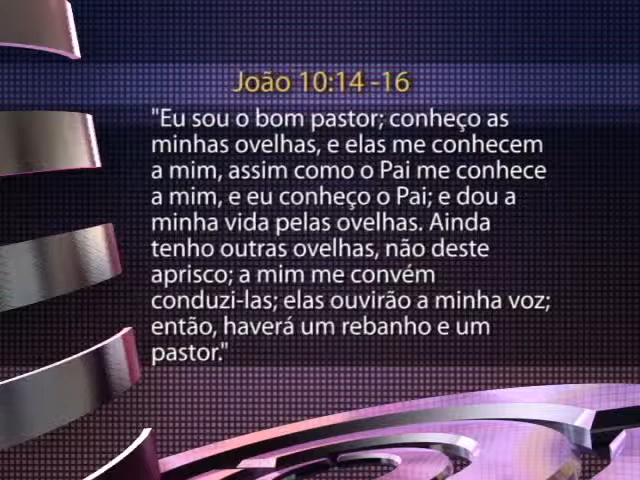 João 10:14 -16
"Eu sou o bom pastor; conheço as
minhas ovelhas, e elas me conhecem
a mim, assim como o Pai me conhece
a mim, e eu conheço o Pai; e dou a
minha vida pelas ovelhas. Ainda
tenho outras ovelhas, não deste
aprisco; a mim me convém
conduzi-las; elas ouvirão a minha voz;
então, haverá um rebanho e um
pastor."